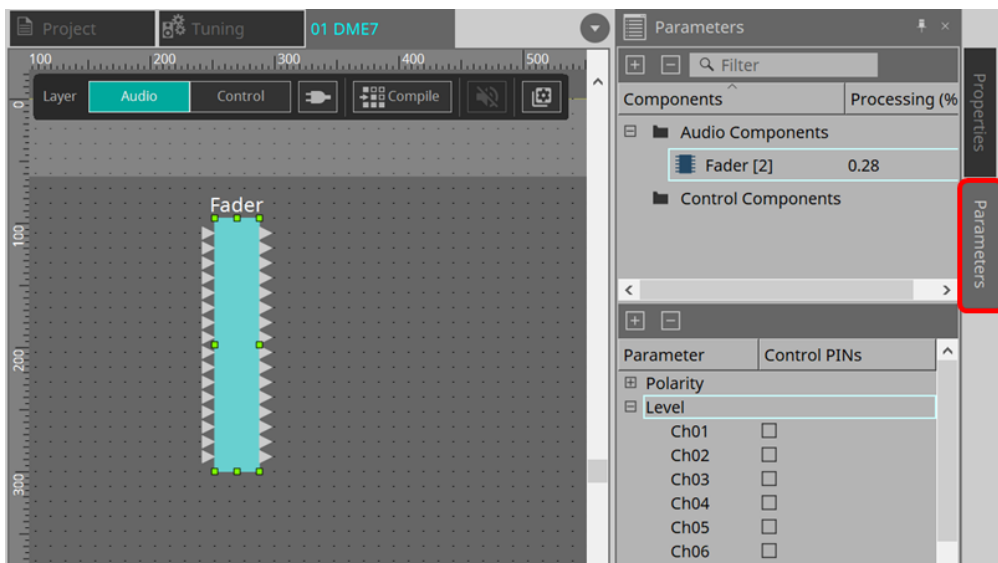 Project
Tuning
01 DME7
100 200 300 400 500
Layer Audio Control Compile
0
Fader
100
200
300
Parameters
Filter
Components Processing (%
Audio Components
Fader [2] 0.28
Control Components
Parameter Control PINs
Polarity
Level
Ch01
Ch02
Ch03
Ch04
Ch05
Ch06
Properties
Parameters